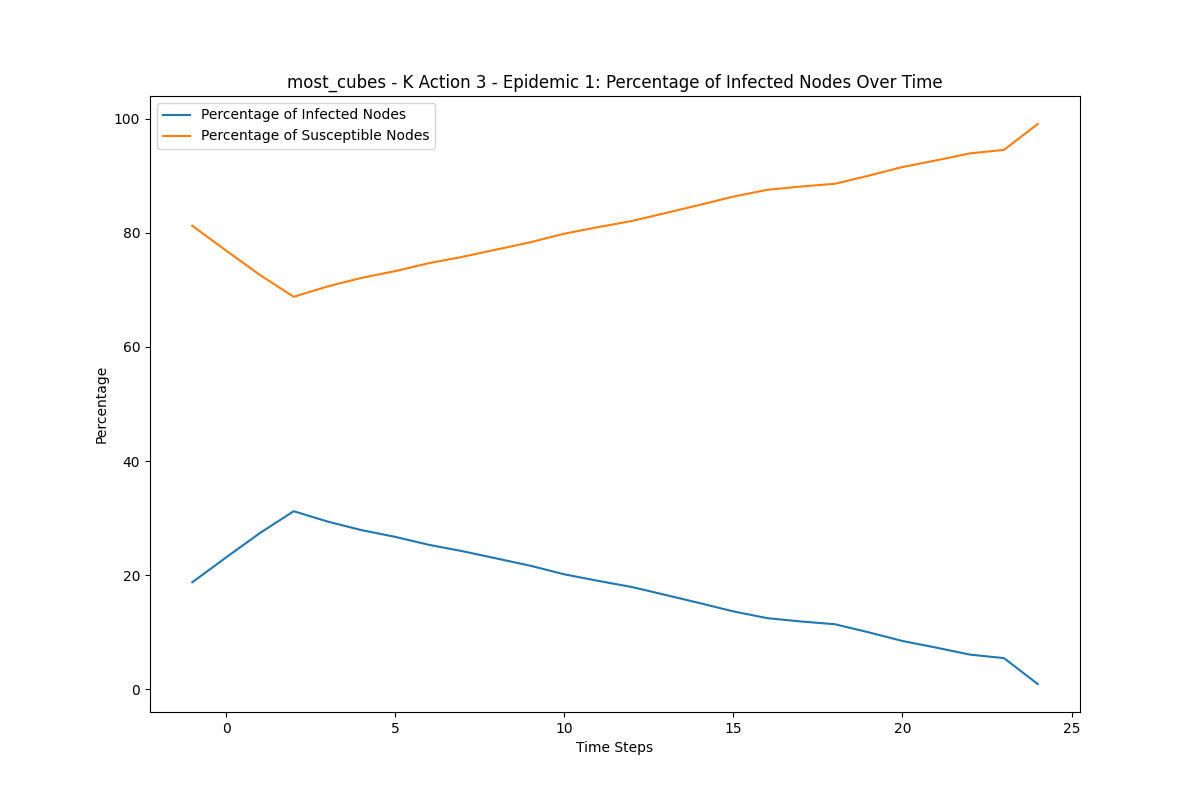 most_cubes - K Action 3 - Epidemic 1: Percentage of Infected Nodes Over Time
Percentage of Infected Nodes
Percentage of Susceptible Nodes
100
80
60
40
20
0
Percentage
0 5 10 15 20 25
Time Steps